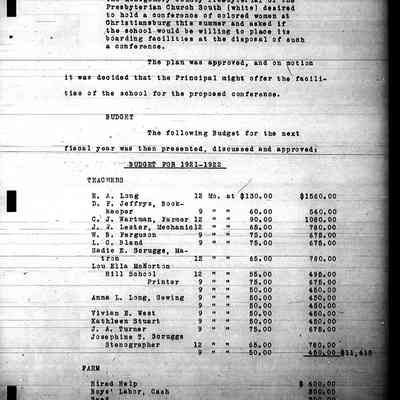 Presbyterian Church South [white] desired
to hold a conference of colored women at
Christiansburg this summer and asked if
the school would be willing to place its
boarding facilities at the disposal of such
a conference.
The plan was approved, and on motion
it was decided that the Principal might offer the facili-
ties of the school for the proposed conference.
BUDGET
The following Budget for the next
fiscal year was then presented, discussed and approved:
BUDGET FOR 1921-1922
TEACHERS
E. A. Long 12 Mo. at $130.00 $1560.00
D. F. Jeffrys, Book-
keeper 9 " " 60.00 540.00
C. J. Wartman, Farmer 12 " " 90.00 1080.00
J. P. Lester, Mechanic 12 " " 65.00 780.00
W. S. Ferguson 9 " " 75.00 675.00
L. C. Bland 9 " " 75.00 675.00
Sadie E. Scruggs, Ma-
tron 12 " " 65.00 780.00
Lou Ella McNorton
Hill School 12 " " 55.00 495.00
Printer 9 " " 75.00 675.00
9 " " 50.00 450.00
Anna L. Long, Sewing 9 " " 50.00 450.00
9 " " 50.00 450.00
Vivian E. West 9 " " 50.00 450.00
Kathleen Stuart 9 " " 50.00 450.00
J. A. Turner 9 " " 75.00 675.00
Josephine T. Scruggs
Stenographer 12 " " 65.00 780.00
9 " " 50.00 450.00 $11,415
FARM
Hired Help $ 600.00
Boys' Labor, Cash 800.00